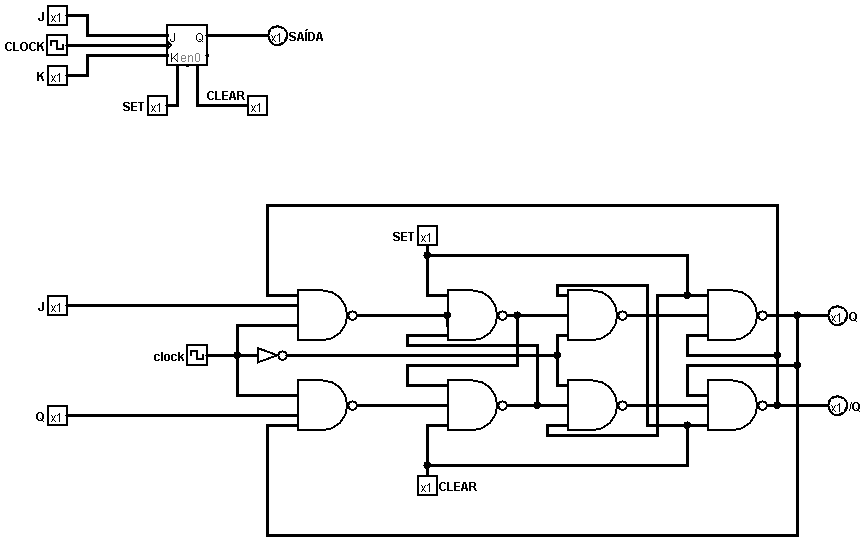 J x1
CLOCK
K x1
J Q
K en0
x1 SAÍDA
SET x1
CLEAR x1
SET x1
J x1
x1 Q
clock
Q x1
x1 /Q
x1 CLEAR